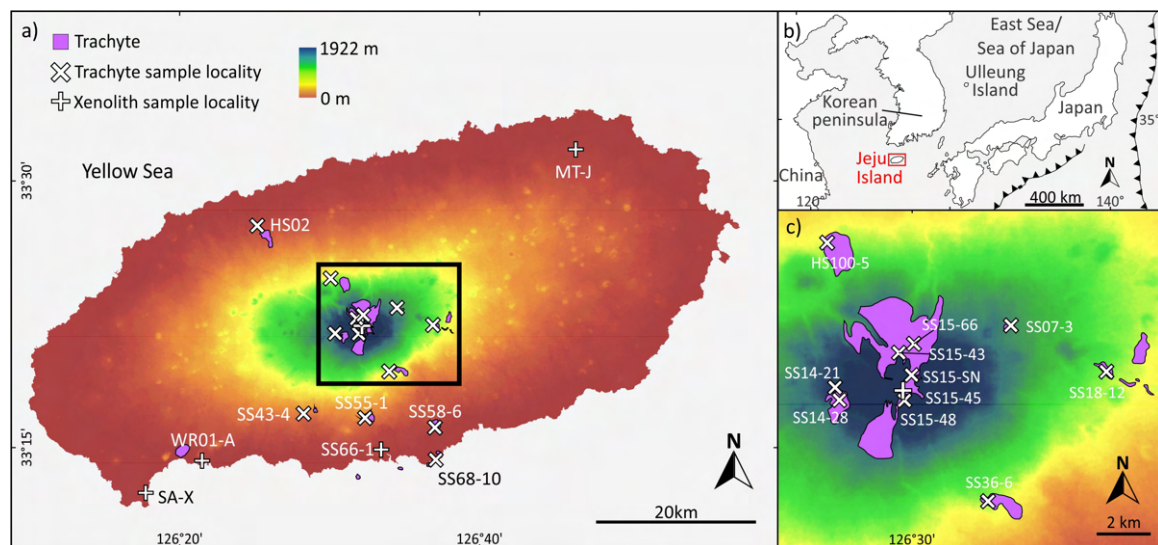 a)
Trachyte
Trachyte sample locality
Xenolith sample locality
1922 m
0 m
Yellow Sea
33°30'
33°15'
126°20'
126°40'
MT-J
HS02
SS43-4
SS55-1
SS58-6
WR01-A
SS66-1
SS68-10
SA-X
N
20km
b)
East Sea/
Sea of Japan
Ulleung
Island
Korean
peninsula
Japan
35°
Jeju
Island
China
N
400 km
120°
140°
c)
HS100-5
SS15-66
SS07-3
SS15-43
SS14-21
SS15-SN
SS18-12
SS15-45
SS14-28
SS15-48
SS36-6
N
2 km
126°30'